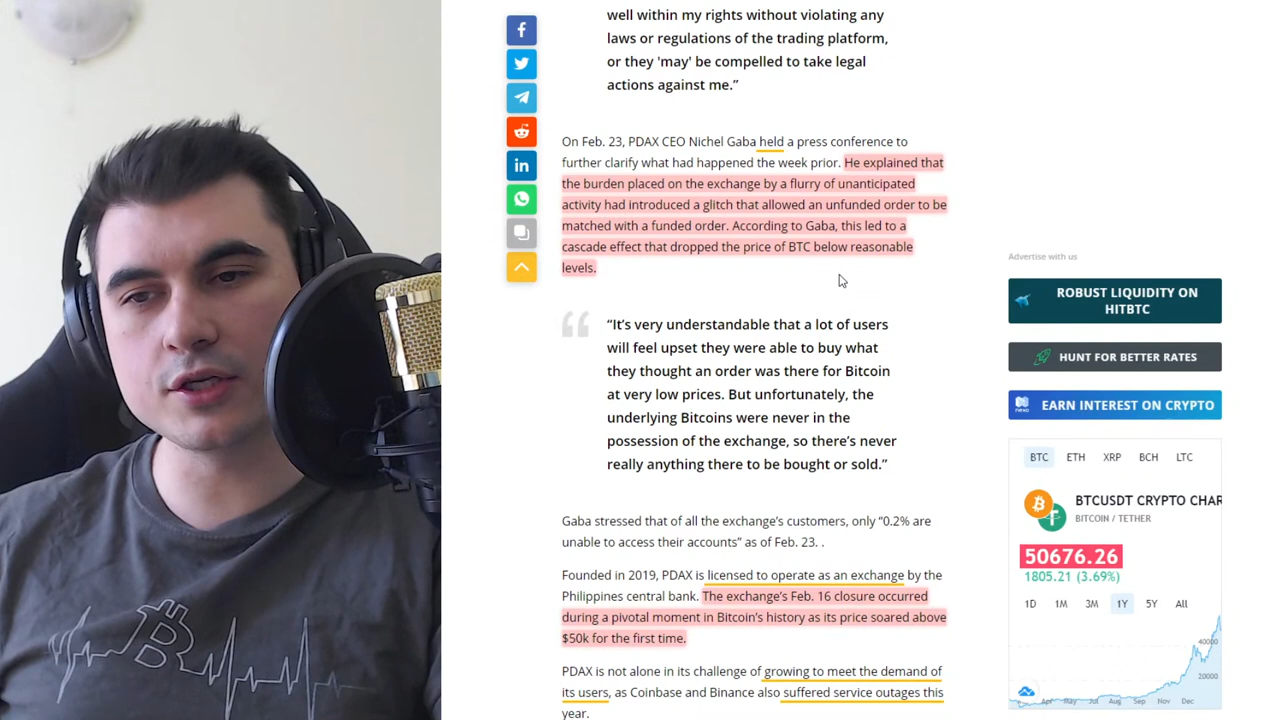 well within my rights without violating any
laws or regulations of the trading platform,
or they 'may' be compelled to take legal
actions against me.”
On Feb. 23, PDAX CEO Nichel Gaba held a press conference to
further clarify what had happened the week prior. He explained that
the burden placed on the exchange by a flurry of unanticipated
activity had introduced a glitch that allowed an unfunded order to be
matched with a funded order. According to Gaba, this led to a
cascade effect that dropped the price of BTC below reasonable
levels.
“It’s very understandable that a lot of users
will feel upset they were able to buy what
they thought an order was there for Bitcoin
at very low prices. But unfortunately, the
underlying Bitcoins were never in the
possession of the exchange, so there’s never
really anything there to be bought or sold.”
Gaba stressed that of all the exchange’s customers, only “0.2% are
unable to access their accounts” as of Feb. 23. .
Founded in 2019, PDAX is licensed to operate as an exchange by the
Philippines central bank. The exchange’s Feb. 16 closure occurred
during a pivotal moment in Bitcoin’s history as its price soared above
$50k for the first time.
PDAX is not alone in its challenge of growing to meet the demand of
its users, as Coinbase and Binance also suffered service outages this
year.
Advertise with us
ROBUST LIQUIDITY ON
HITBTC
HUNT FOR BETTER RATES
nexo
EARN INTEREST ON CRYPTO
BTC ETH XRP BCH LTC
BTCUSDT CRYPTO CHAR
BITCOIN / TETHER
50676.26
1805.21 (3.69%)
1D 1M 3M 1Y 5Y All
40000
20000
Apr May Jul Aug Sep Nov Dec